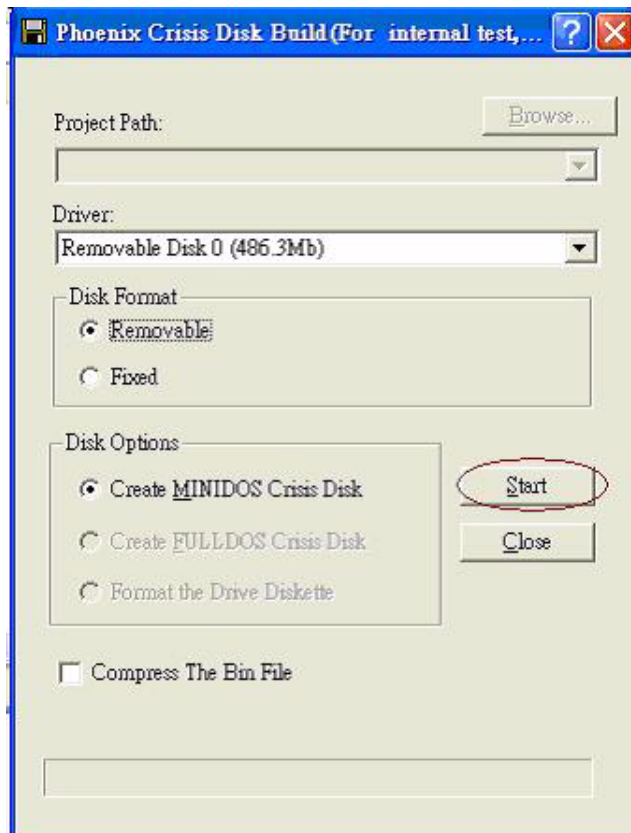 Phoenix Crisis Disk Build(For internal test,...
Project Path:
Browse...
Driver:
Removable Disk 0 (486.3Mb)
Disk Format
Removable
Fixed
Disk Options
Create MINIDOS Crisis Disk
Start
Create FULLDOS Crisis Disk
Close
Format the Drive Diskette
Compress The Bin File